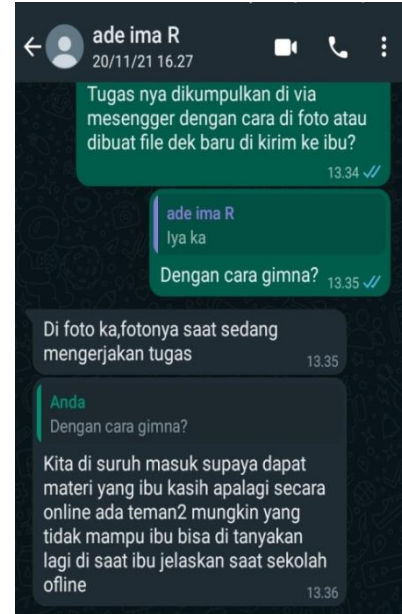 ade ima R
20/11/21 16.27
Tugas nya dikumpulkan di via
mesengger dengan cara di foto atau
dibuat file dek baru di kirim ke ibu?
13.34
ade ima R
Iya ka
Dengan cara gimna? 13.35
Di foto ka,fotonya saat sedang
mengerjakan tugas
13.35
Anda
Dengan cara gimna?
Kita di suruh masuk supaya dapat
materi yang ibu kasih apalagi secara
online ada teman2 mungkin yang
tidak mampu ibu bisa di tanyakan
lagi di saat ibu jelaskan saat sekolah
ofline
13.36